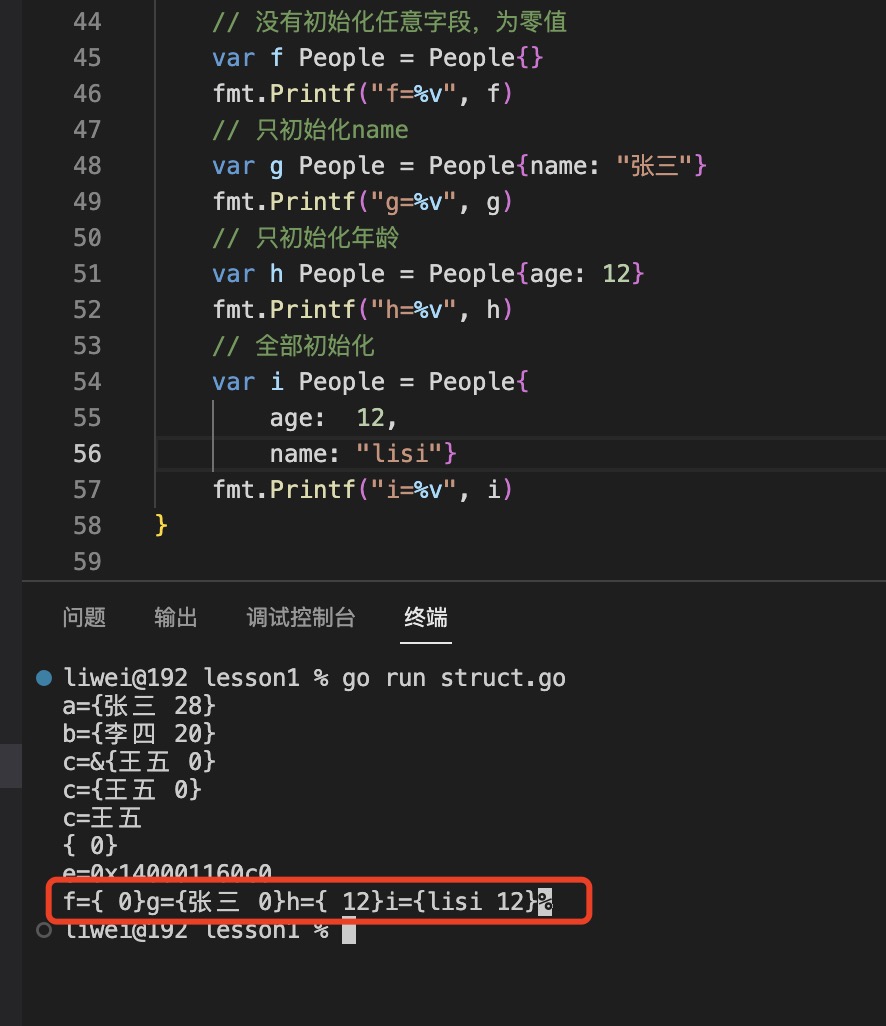 44 // 没有初始化任意字段，为零值
45 var f People = People{}
46 fmt.Printf("f=%v", f)
47 // 只初始化name
48 var g People = People{name: "张三"}
49 fmt.Printf("g=%v", g)
50 // 只初始化年龄
51 var h People = People{age: 12}
52 fmt.Printf("h=%v", h)
53 // 全部初始化
54 var i People = People{
55 age:  12,
56 name: "lisi"}
57 fmt.Printf("i=%v", i)
58 }
59
问题 输出 调试控制台 终端
liwei@192 lesson1 % go run struct.go
a={张三 28}
b={李四 20}
c=&{王五 0}
c={王五 0}
c=王五
{ 0}
e=0x140001160c0
f={ 0}g={张三 0}h={ 12}i={lisi 12}%
liwei@192 lesson1 %